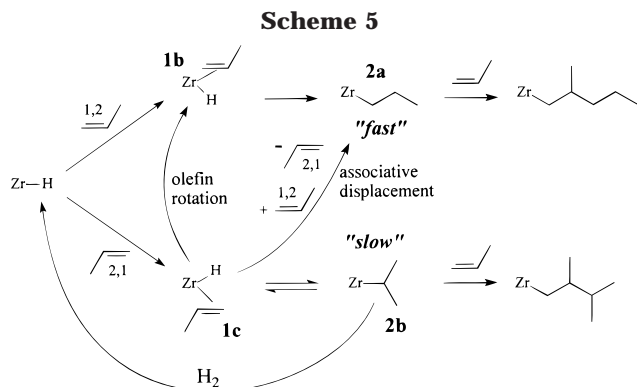 Scheme 5
1b
Zr
H
2a
Zr
"fast"
1,2
Zr—H
olefin
rotation
-
2,1
1,2
+
associative
displacement
2,1
"slow"
H
Zr
1c
Zr
2b
Zr
H2